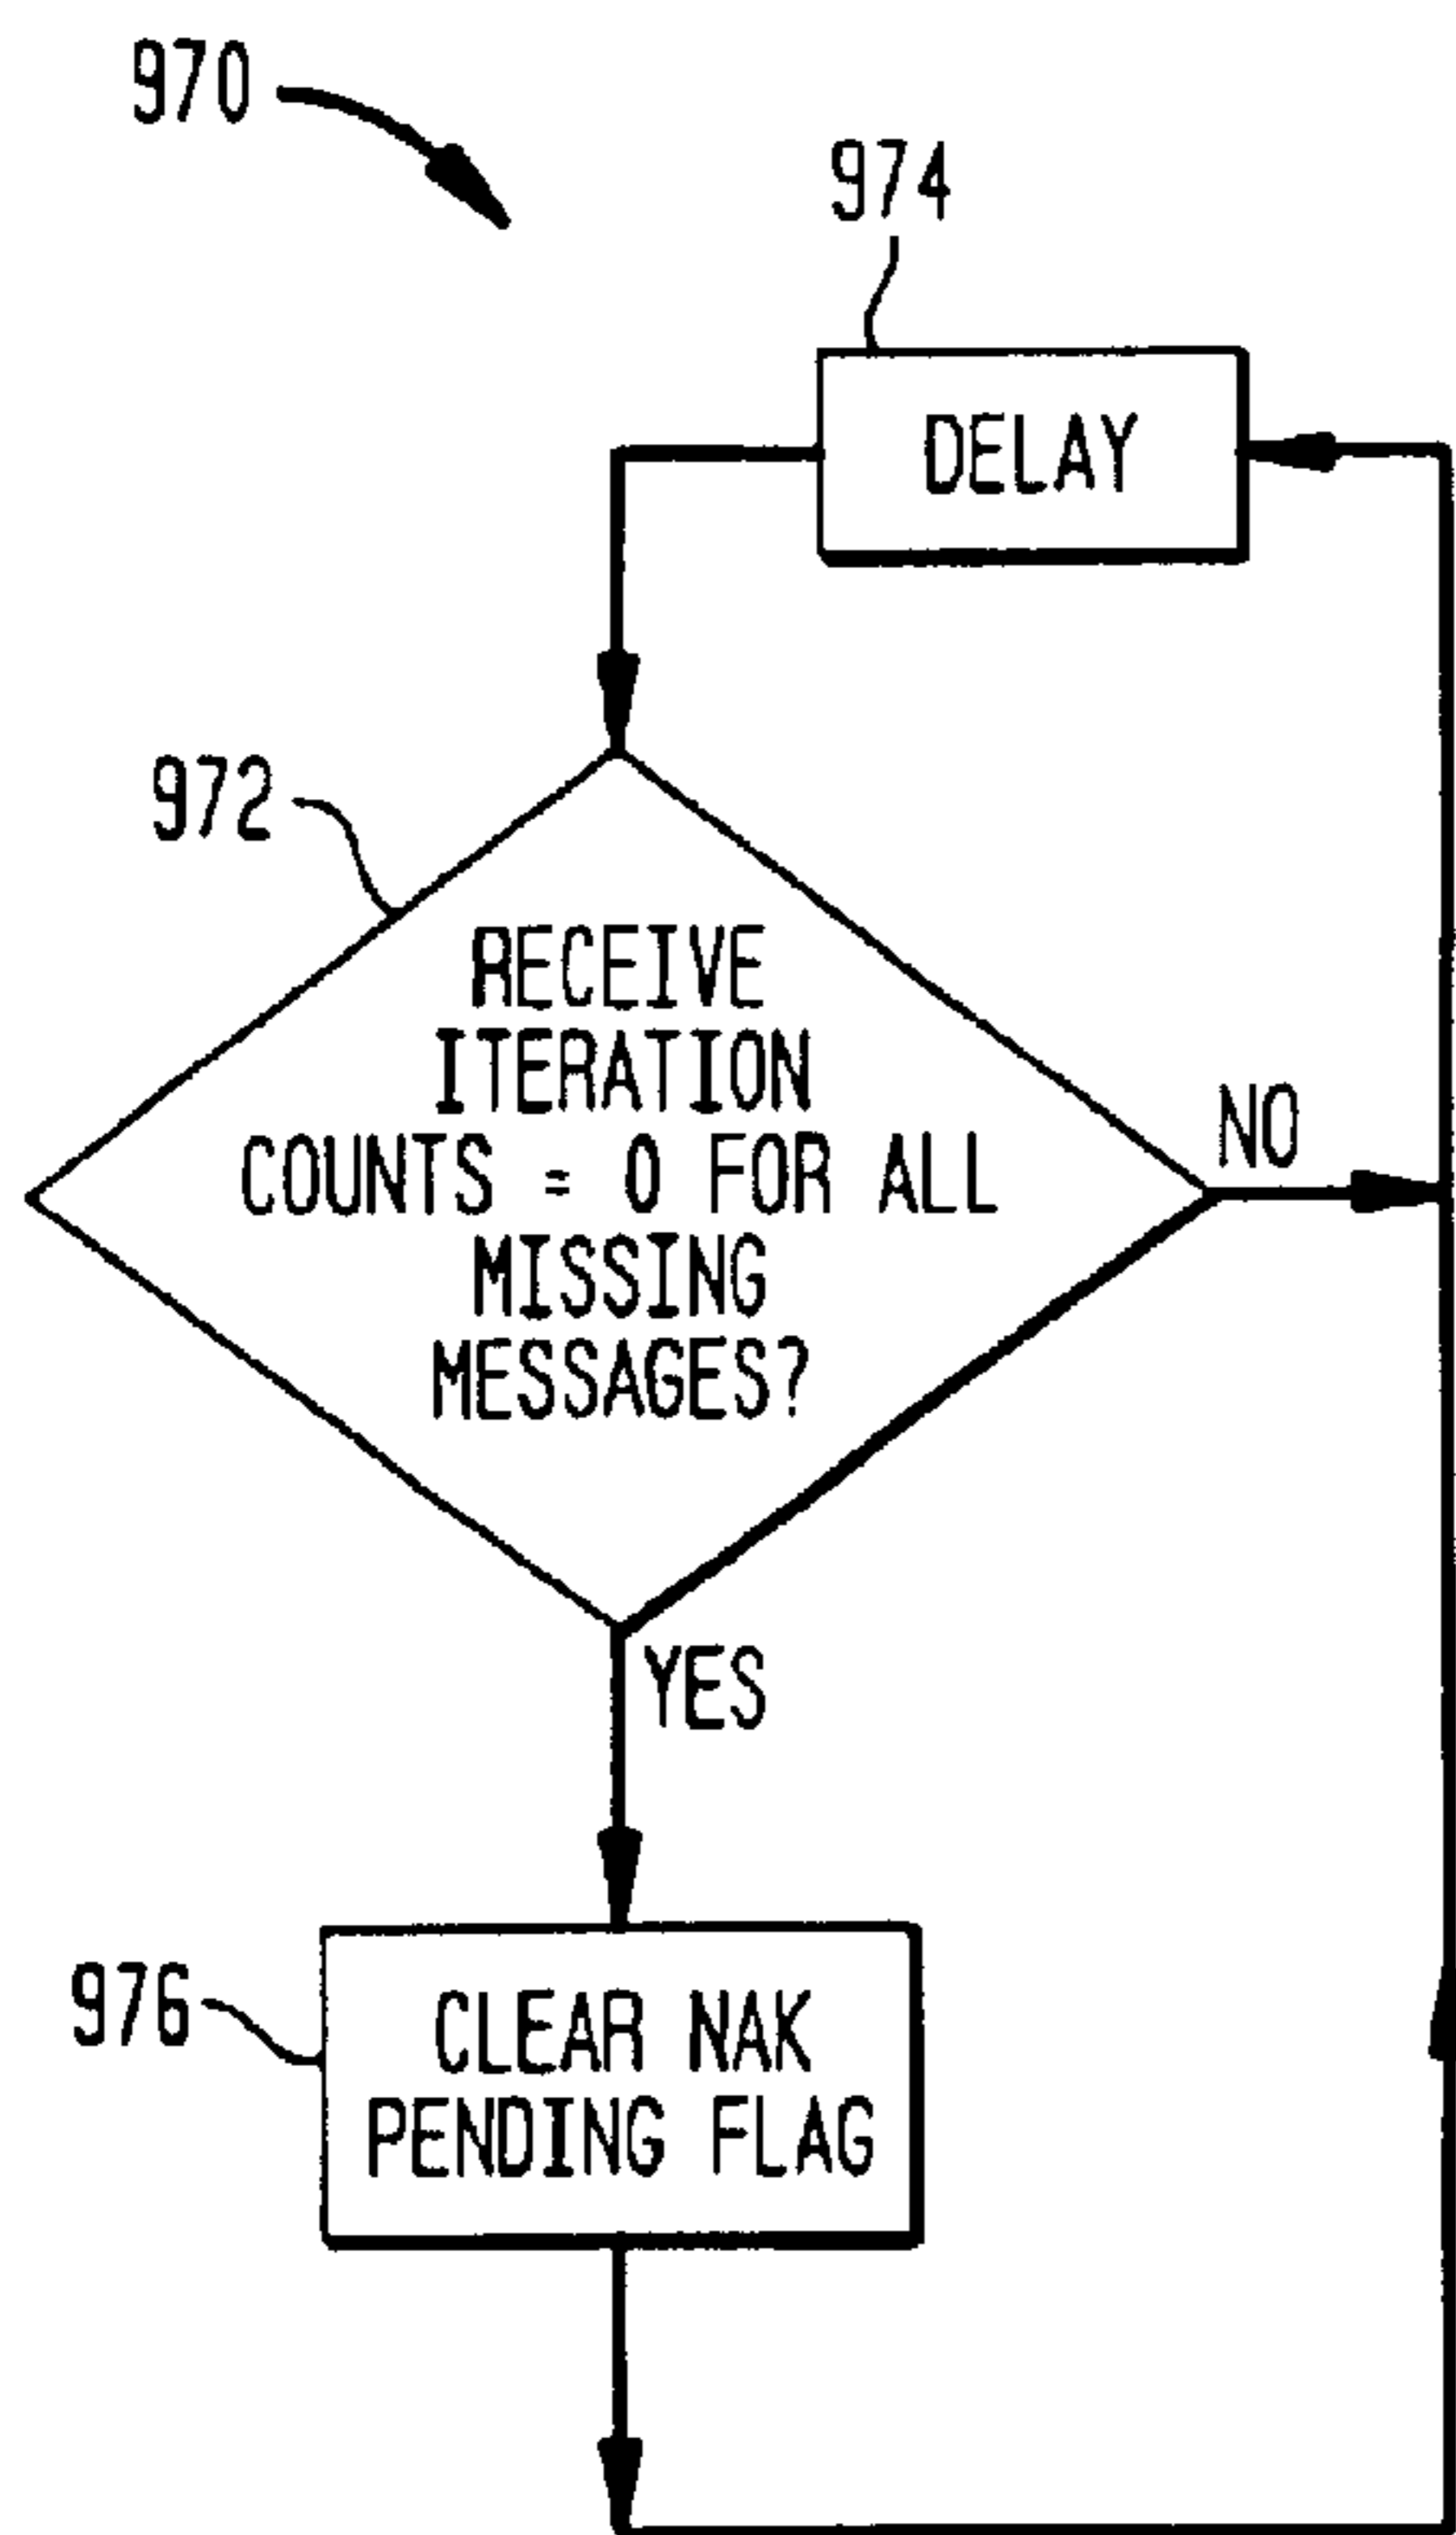 970
974
DELAY
972
RECEIVE
ITERATION
COUNTS = 0 FOR ALL
MISSING
MESSAGES?
NO
YES
976
CLEAR NAK
PENDING FLAG